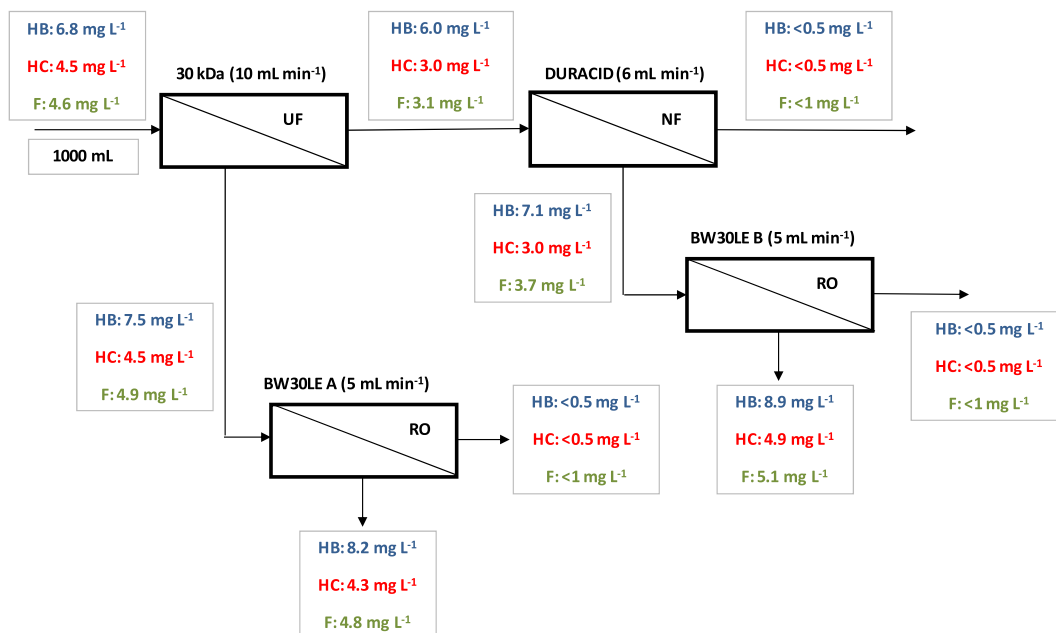 HB: 6.8 mg L⁻¹
HC: 4.5 mg L⁻¹
F: 4.6 mg L⁻¹
1000 mL
30 kDa (10 mL min⁻¹)
UF
HB: 6.0 mg L⁻¹
HC: 3.0 mg L⁻¹
F: 3.1 mg L⁻¹
DURACID (6 mL min⁻¹)
NF
HB: <0.5 mg L⁻¹
HC: <0.5 mg L⁻¹
F: <1 mg L⁻¹
HB: 7.1 mg L⁻¹
HC: 3.0 mg L⁻¹
F: 3.7 mg L⁻¹
BW30LE B (5 mL min⁻¹)
RO
HB: <0.5 mg L⁻¹
HC: <0.5 mg L⁻¹
F: <1 mg L⁻¹
HB: 8.9 mg L⁻¹
HC: 4.9 mg L⁻¹
F: 5.1 mg L⁻¹
HB: 7.5 mg L⁻¹
HC: 4.5 mg L⁻¹
F: 4.9 mg L⁻¹
BW30LE A (5 mL min⁻¹)
RO
HB: <0.5 mg L⁻¹
HC: <0.5 mg L⁻¹
F: <1 mg L⁻¹
HB: 8.2 mg L⁻¹
HC: 4.3 mg L⁻¹
F: 4.8 mg L⁻¹